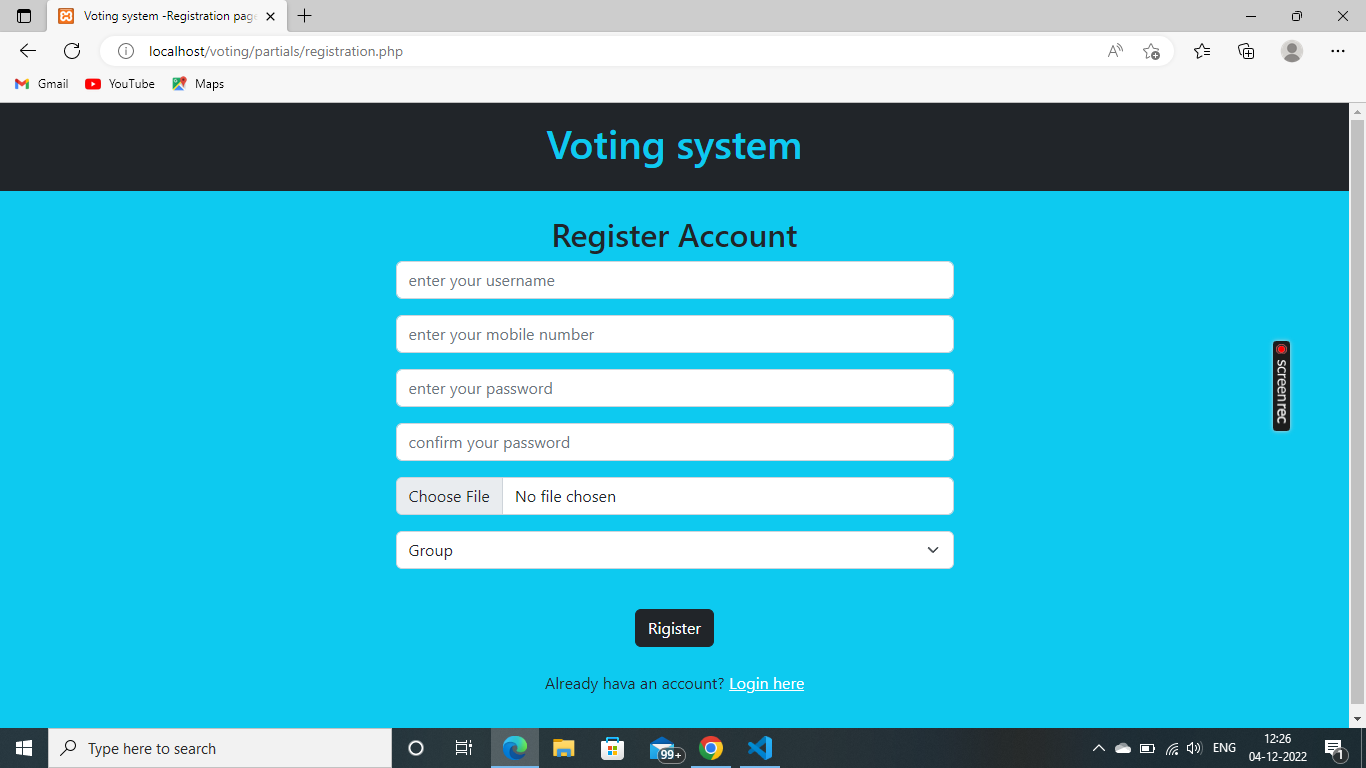 Voting system -Registration page
localhost/voting/partials/registration.php
Gmail YouTube Maps
Voting system
Register Account
enter your username
enter your mobile number
enter your password
screenrec
confirm your password
Choose File No file chosen
Group
Rigister
Already hava an account? Login here
Type here to search
99+
ENG
12:26
04-12-2022
1